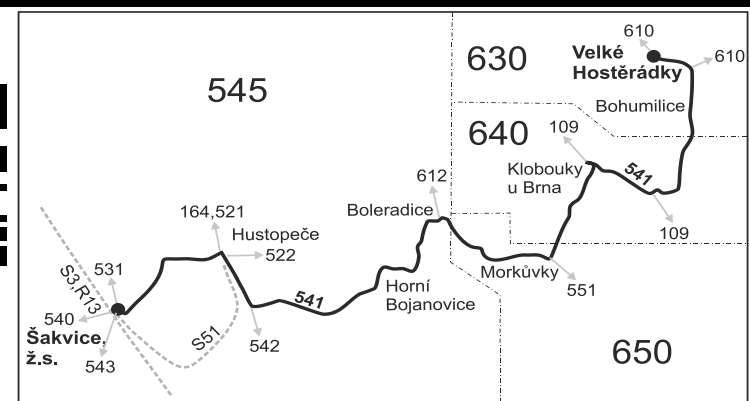 610
Velké
Hostěrádky
610
630
545
Bohumilice
640
109
Klobouky
u Brna
541
612
109
Boleradice
164,521
Hustopeče
522
Morkůvky
551
S3,R13
531
Horní
Bojanovice
541
540
Šakvice,
ž.s.
543
S51
542
650